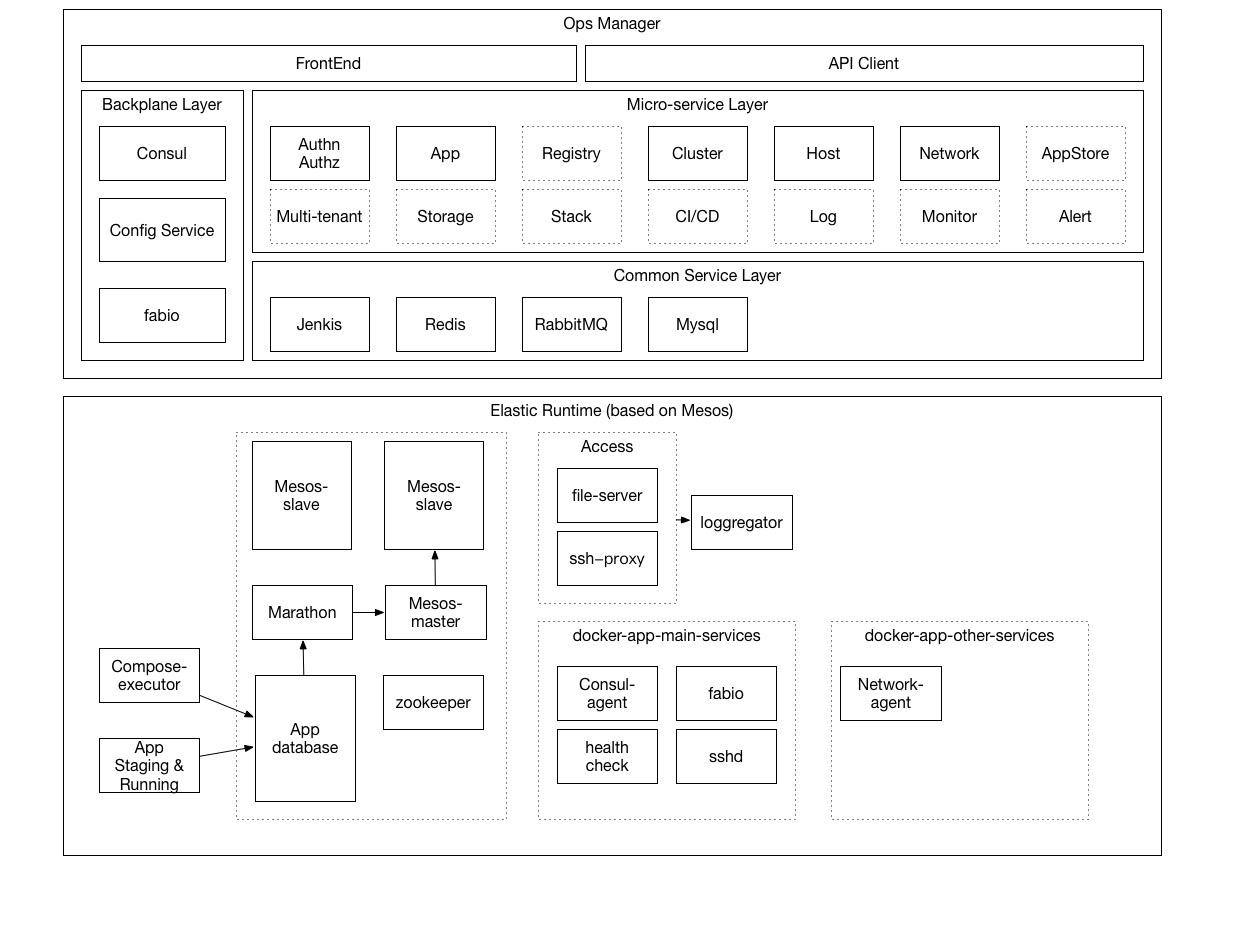 Ops Manager
FrontEnd
API Client
Backplane Layer
Consul
Config Service
fabio
Micro-service Layer
Authn
Authz
App
Registry
Cluster
Host
Network
AppStore
Multi-tenant
Storage
Stack
CI/CD
Log
Monitor
Alert
Common Service Layer
Jenkis
Redis
RabbitMQ
Mysql
Elastic Runtime (based on Mesos)
Mesos-
slave
Mesos-
slave
Marathon
Mesos-
master
Compose-
executor
App
Staging &
Running
App
database
zookeeper
Access
file-server
ssh-proxy
loggregator
docker-app-main-services
Consul-
agent
fabio
health
check
sshd
docker-app-other-services
Network-
agent